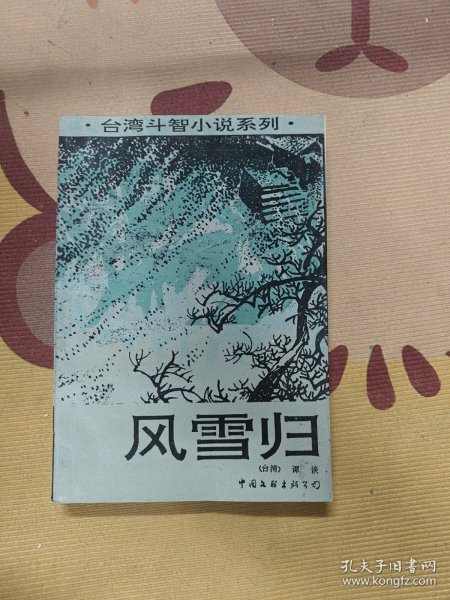 ·台湾斗智小说系列·
风雪归
(台湾) 谭谈
中国文联出版公司
孔夫子旧书网
www.kongfz.com